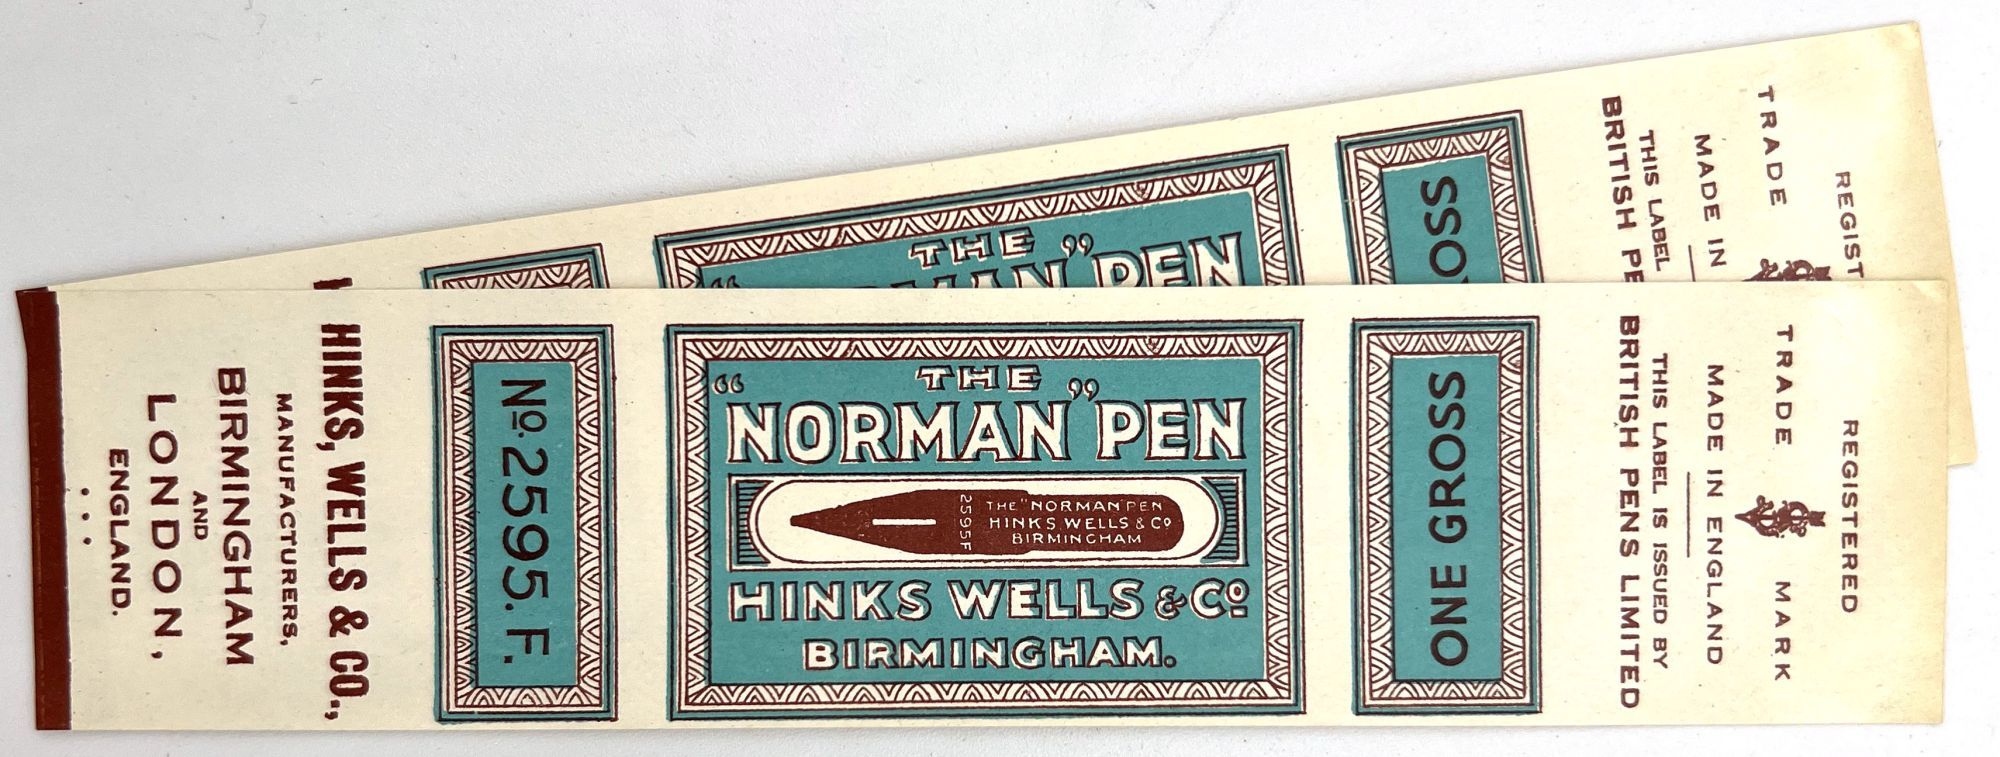 HINKS, WELLS & CO.,
MANUFACTURERS,
BIRMINGHAM
AND
LONDON,
ENGLAND.
No. 2595. F.
THE
"NORMAN" PEN
2595F
THE "NORMAN" PEN
HINKS WELLS & Co
BIRMINGHAM
HINKS WELLS & Co.
BIRMINGHAM.
ONE GROSS
BRITISH PENS LIMITED
THIS LABEL IS ISSUED BY
MADE IN ENGLAND
TRADE MARK
REGISTERED
THE
PEN
BRITISH
THIS LABEL
MADE IN
TRADE